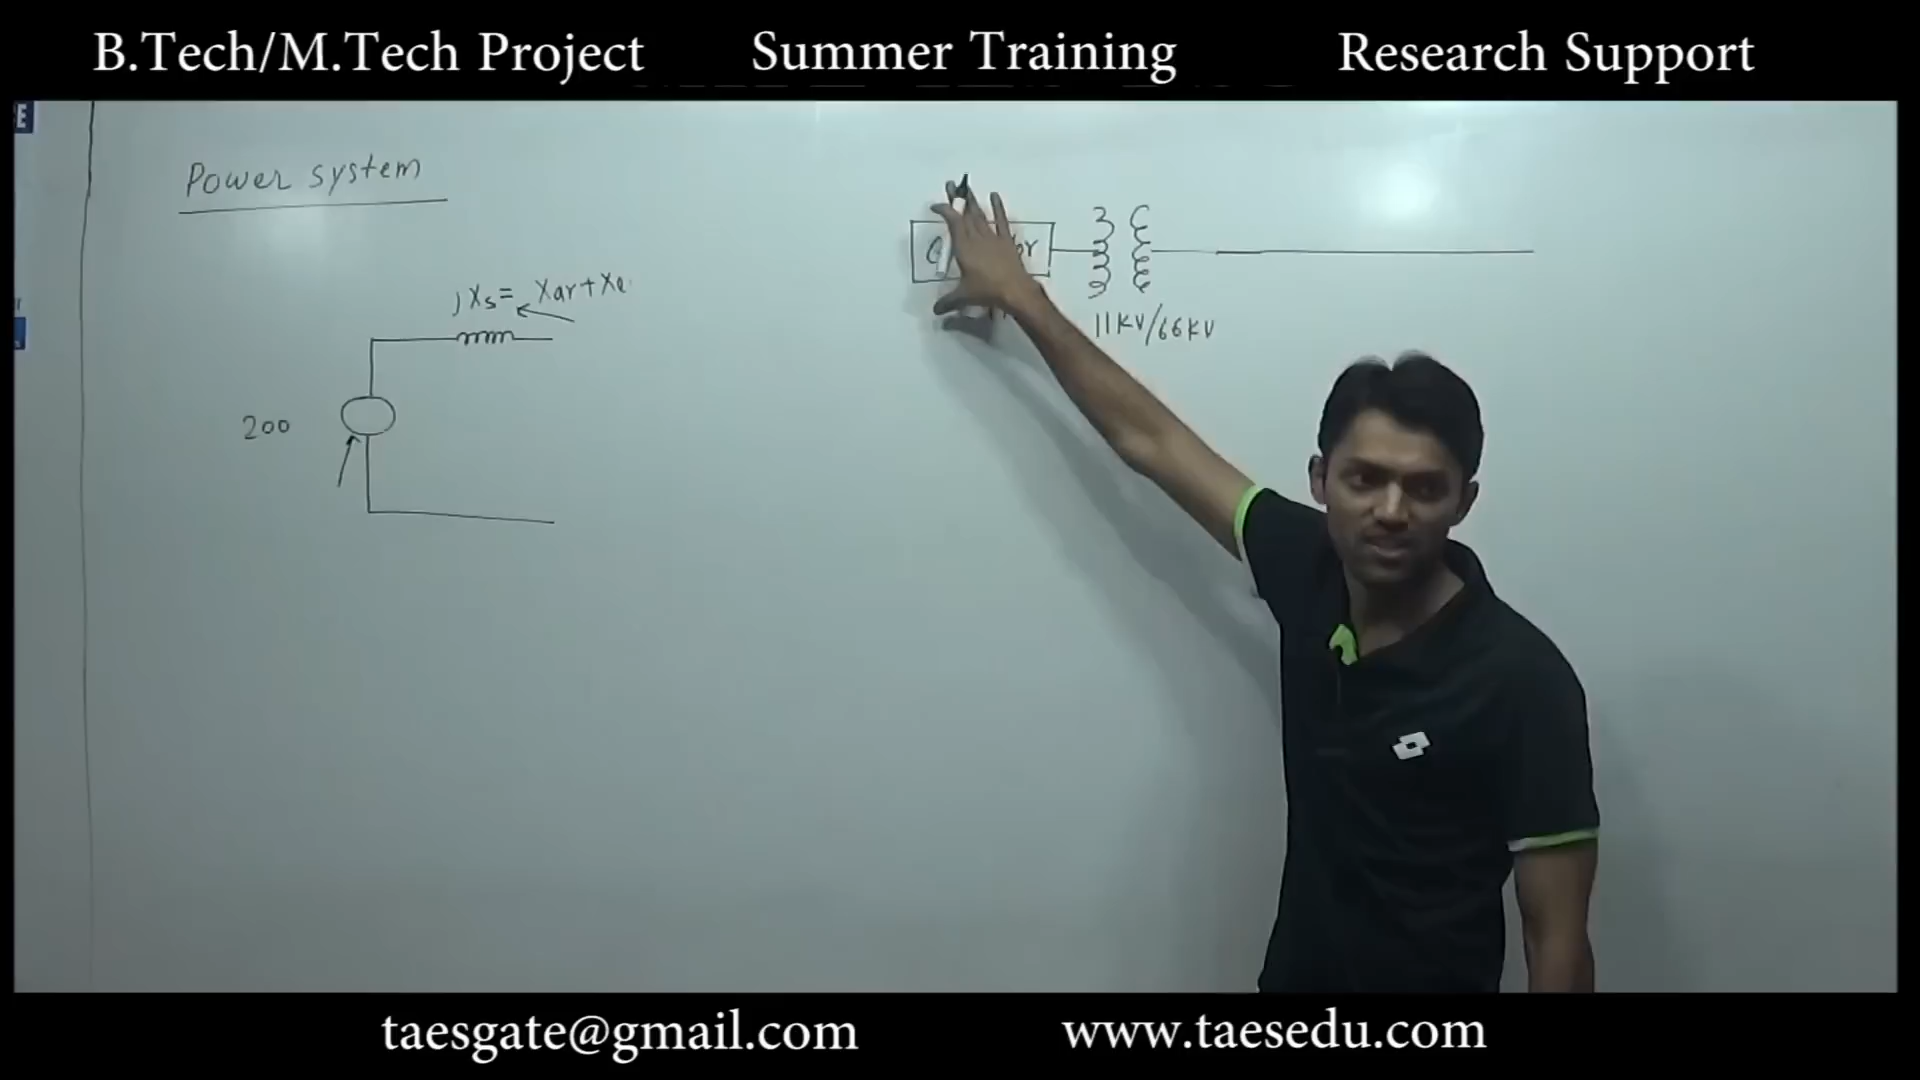 B.Tech/M.Tech Project Summer Training Research Support
E
Power system
jXs= Xar+Xe
11KV/66KV
200
taesgate@gmail.com www.taesedu.com